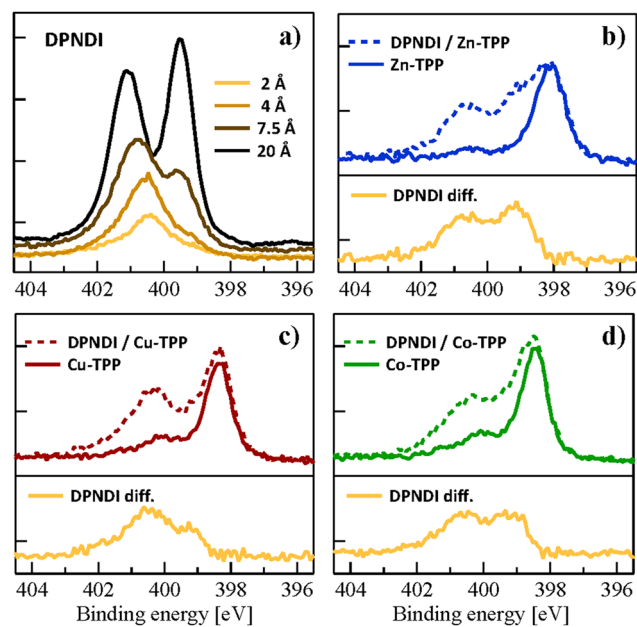 DPNDI
a)
2 Å
4 Å
7.5 Å
20 Å
404 402 400 398 396
b)
DPNDI / Zn-TPP
Zn-TPP
DPNDI diff.
404 402 400 398 396
c)
DPNDI / Cu-TPP
Cu-TPP
DPNDI diff.
404 402 400 398 396
Binding energy [eV]
d)
DPNDI / Co-TPP
Co-TPP
DPNDI diff.
404 402 400 398 396
Binding energy [eV]